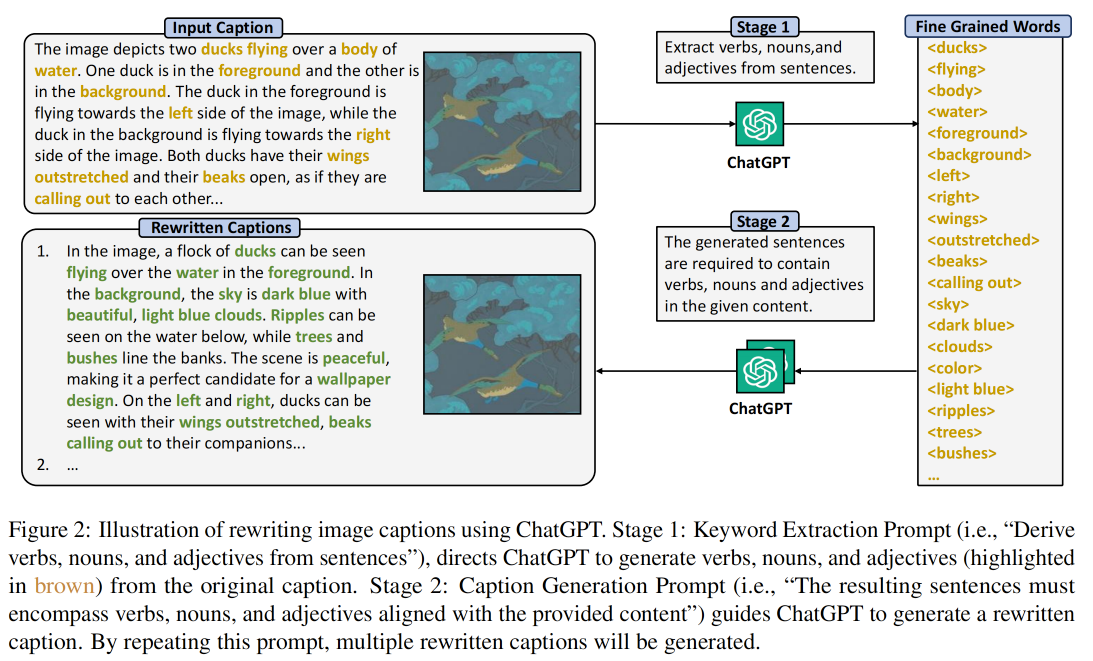 Input Caption
The image depicts two ducks flying over a body of
water. One duck is in the foreground and the other is
in the background. The duck in the foreground is
flying towards the left side of the image, while the
duck in the background is flying towards the right
side of the image. Both ducks have their wings
outstretched and their beaks open, as if they are
calling out to each other...
Rewritten Captions
1. In the image, a flock of ducks can be seen
flying over the water in the foreground. In
the background, the sky is dark blue with
beautiful, light blue clouds. Ripples can be
seen on the water below, while trees and
bushes line the banks. The scene is peaceful,
making it a perfect candidate for a wallpaper
design. On the left and right, ducks can be
seen with their wings outstretched, beaks
calling out to their companions...
2. ...
Stage 1
Extract verbs, nouns,and
adjectives from sentences.
ChatGPT
Stage 2
The generated sentences
are required to contain
verbs, nouns and adjectives
in the given content.
ChatGPT
Fine Grained Words
<ducks>
<flying>
<body>
<water>
<foreground>
<background>
<left>
<right>
<wings>
<outstretched>
<beaks>
<calling out>
<sky>
<dark blue>
<clouds>
<color>
<light blue>
<ripples>
<trees>
<bushes>
...
Figure 2: Illustration of rewriting image captions using ChatGPT. Stage 1: Keyword Extraction Prompt (i.e., “Derive
verbs, nouns, and adjectives from sentences”), directs ChatGPT to generate verbs, nouns, and adjectives (highlighted
in brown) from the original caption. Stage 2: Caption Generation Prompt (i.e., “The resulting sentences must
encompass verbs, nouns, and adjectives aligned with the provided content”) guides ChatGPT to generate a rewritten
caption. By repeating this prompt, multiple rewritten captions will be generated.